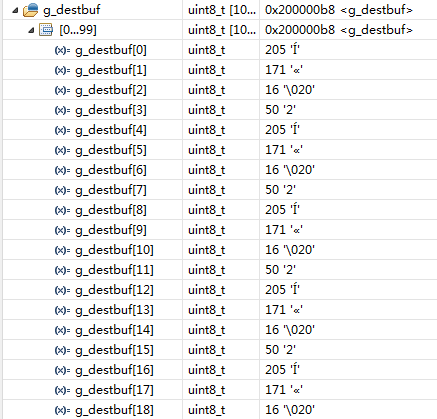 g_destbuf uint8_t [10... 0x200000b8 <g_destbuf>
[0...99] uint8_t [10... 0x200000b8 <g_destbuf>
(x)= g_destbuf[0] uint8_t 205 'Í'
(x)= g_destbuf[1] uint8_t 171 '«'
(x)= g_destbuf[2] uint8_t 16 '\020'
(x)= g_destbuf[3] uint8_t 50 '2'
(x)= g_destbuf[4] uint8_t 205 'Í'
(x)= g_destbuf[5] uint8_t 171 '«'
(x)= g_destbuf[6] uint8_t 16 '\020'
(x)= g_destbuf[7] uint8_t 50 '2'
(x)= g_destbuf[8] uint8_t 205 'Í'
(x)= g_destbuf[9] uint8_t 171 '«'
(x)= g_destbuf[10] uint8_t 16 '\020'
(x)= g_destbuf[11] uint8_t 50 '2'
(x)= g_destbuf[12] uint8_t 205 'Í'
(x)= g_destbuf[13] uint8_t 171 '«'
(x)= g_destbuf[14] uint8_t 16 '\020'
(x)= g_destbuf[15] uint8_t 50 '2'
(x)= g_destbuf[16] uint8_t 205 'Í'
(x)= g_destbuf[17] uint8_t 171 '«'
(x)= g_destbuf[18] uint8_t 16 '\020'